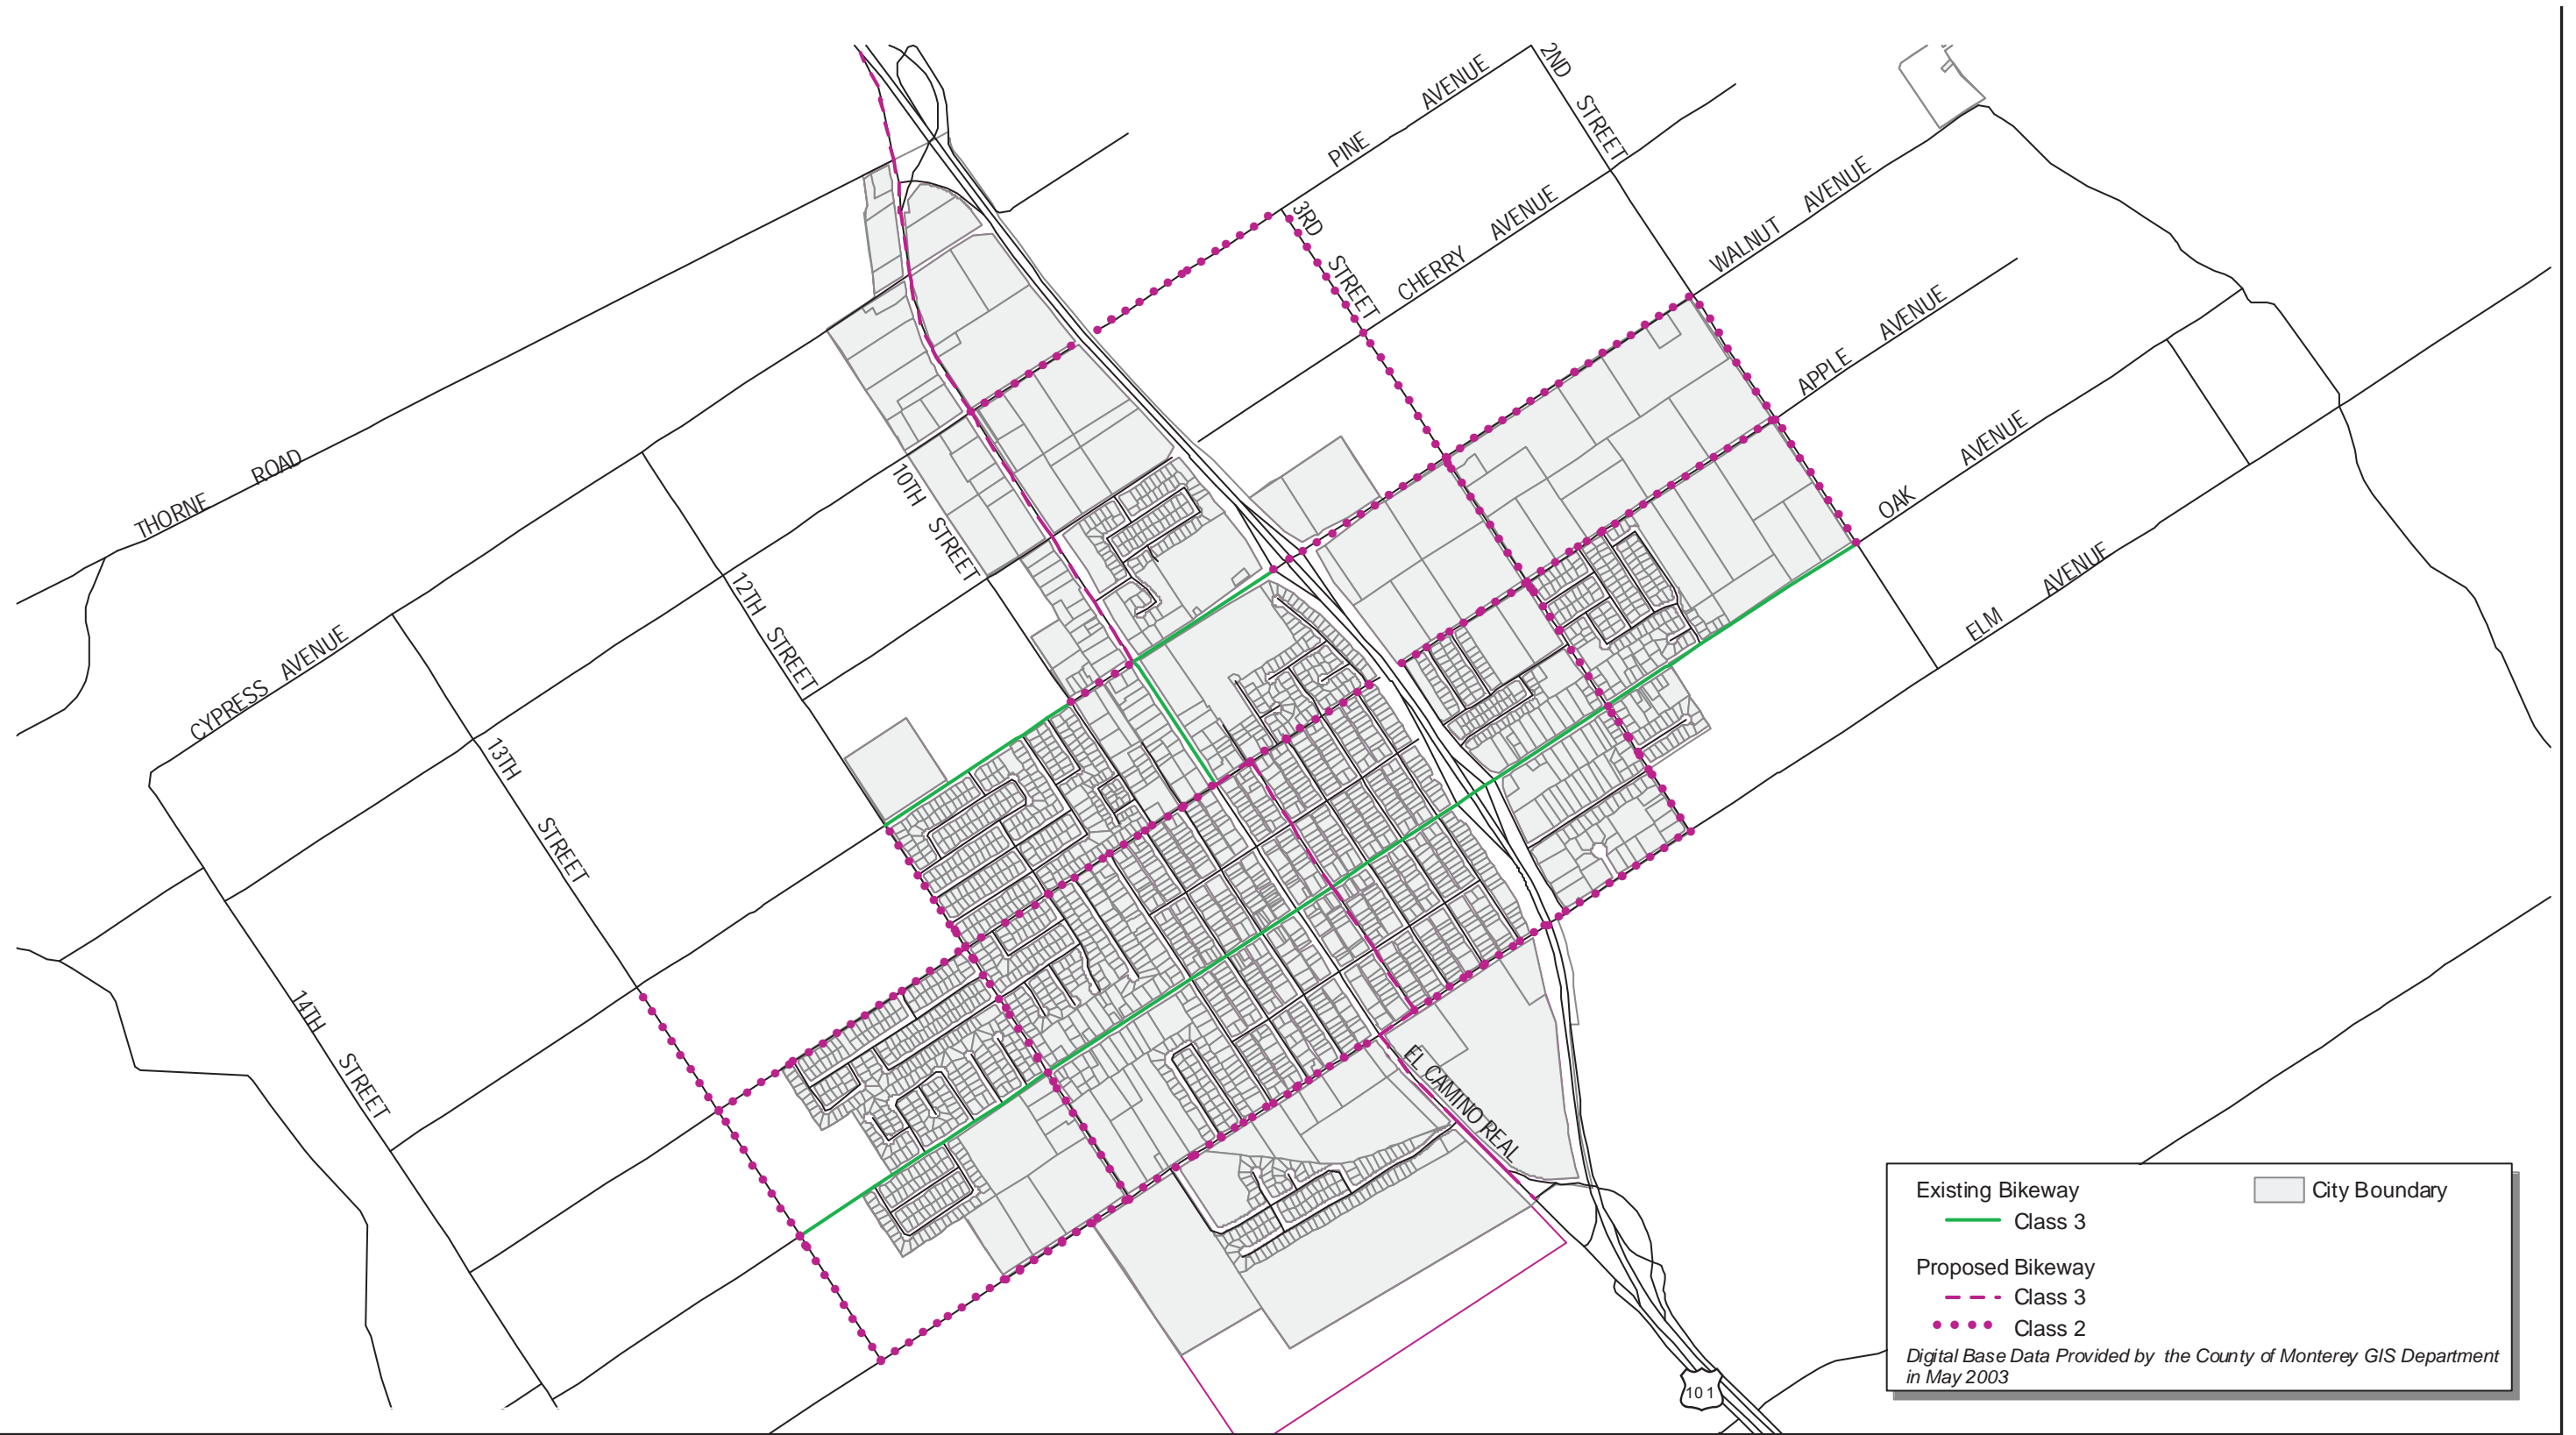 PINE AVENUE
2ND STREET
3RD STREET
CHERRY AVENUE
WALNUT AVENUE
APPLE AVENUE
OAK AVENUE
ELM AVENUE
THORNE ROAD
10TH STREET
12TH STREET
CYPRESS AVENUE
13TH STREET
14TH STREET
EL CAMINO REAL
101
Existing Bikeway
Class 3
City Boundary
Proposed Bikeway
Class 3
Class 2
Digital Base Data Provided by the County of Monterey GIS Department
in May 2003